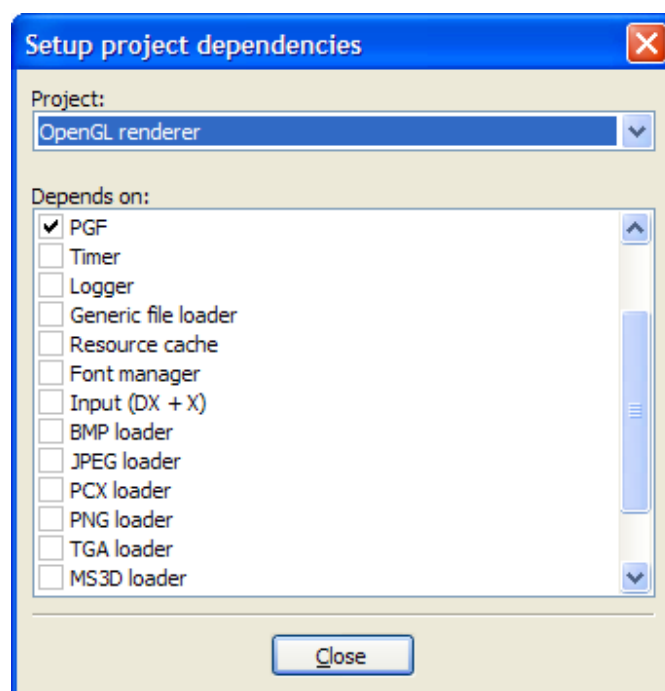 Setup project dependencies
Project:
OpenGL renderer
Depends on:
PGF
Timer
Logger
Generic file loader
Resource cache
Font manager
Input (DX + X)
BMP loader
JPEG loader
PCX loader
PNG loader
TGA loader
MS3D loader
Close